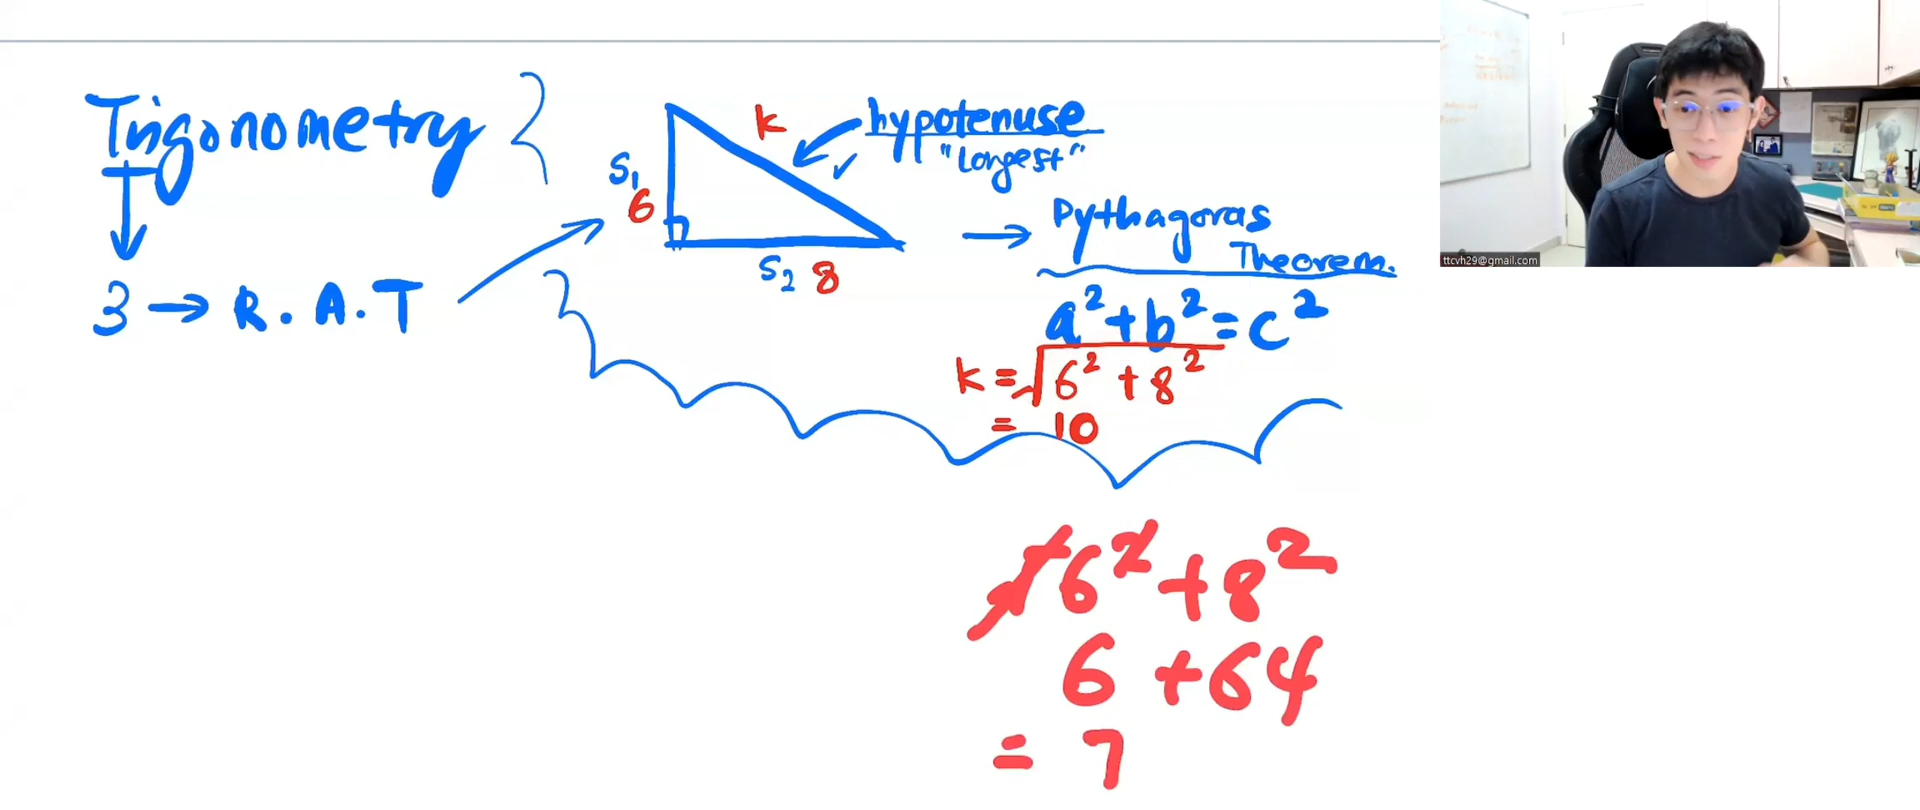 Trigonometry
3 → R.A.T
k
hypotenuse
"Longest"
S₁
6
S₂ 8
→ Pythagoras
Theorem.
a² + b² = c²
k = √6² + 8²
= 10
√6² + 8²
6 + 64
= 7
ttcvh29@gmail.com